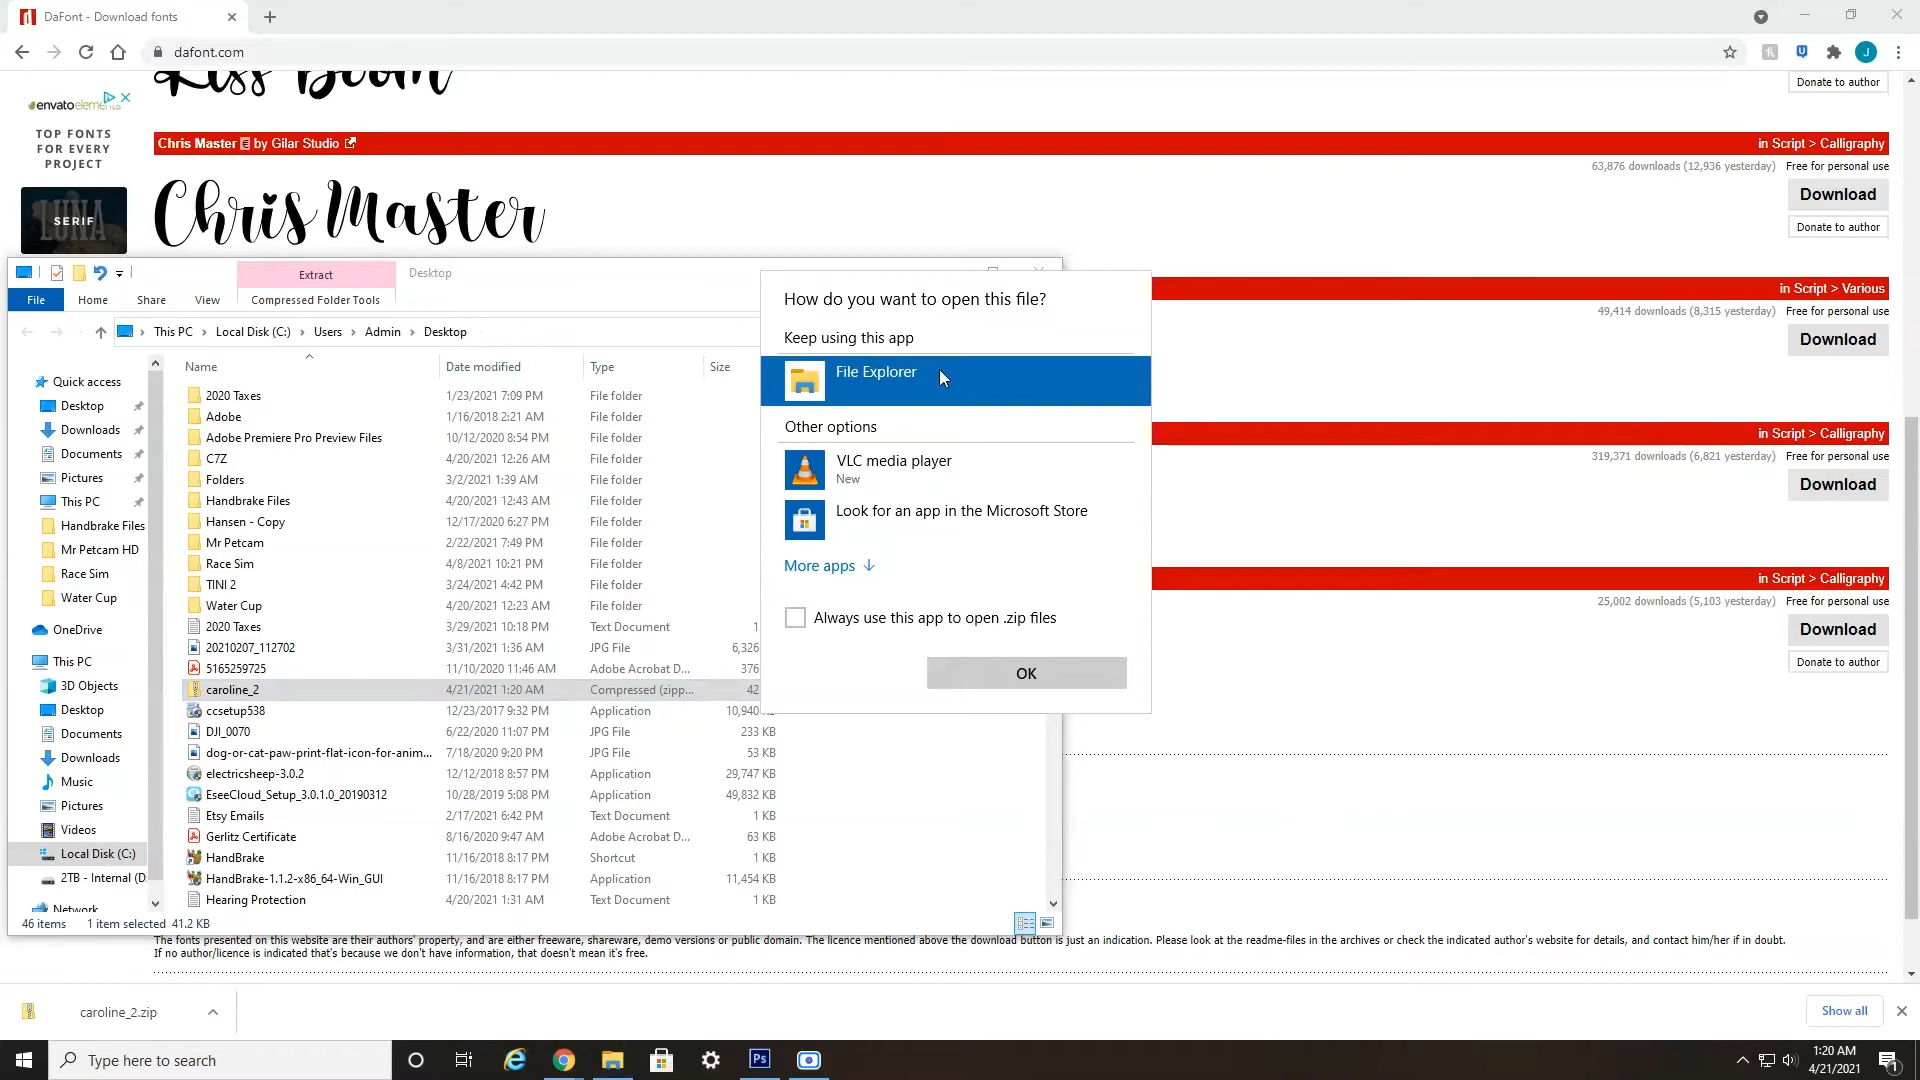 DaFont - Download fonts
dafont.com
J
Donate to author
envato elements
TOP FONTS
FOR EVERY
PROJECT
LUNA
SERIF
Chris Master by Gilar Studio
in Script > Calligraphy
63,876 downloads (12,936 yesterday) Free for personal use
Chris Master
Download
Donate to author
in Script > Various
49,414 downloads (8,315 yesterday) Free for personal use
Download
in Script > Calligraphy
319,371 downloads (6,821 yesterday) Free for personal use
Download
in Script > Calligraphy
25,002 downloads (5,103 yesterday) Free for personal use
Download
Donate to author
Extract Desktop
File Home Share View Compressed Folder Tools
This PC > Local Disk (C:) > Users > Admin > Desktop
Name Date modified Type Size
Quick access
Desktop
Downloads
Documents
Pictures
This PC
Handbrake Files
Mr Petcam HD
Race Sim
Water Cup
OneDrive
This PC
3D Objects
Desktop
Documents
Downloads
Music
Pictures
Videos
Local Disk (C:)
2TB - Internal (D:
Network
2020 Taxes 1/23/2021 7:09 PM File folder
Adobe 1/16/2018 2:21 AM File folder
Adobe Premiere Pro Preview Files 10/12/2020 8:54 PM File folder
C7Z 4/20/2021 12:26 AM File folder
Folders 3/2/2021 1:39 AM File folder
Handbrake Files 4/20/2021 12:43 AM File folder
Hansen - Copy 12/17/2020 6:27 PM File folder
Mr Petcam 2/22/2021 7:49 PM File folder
Race Sim 4/8/2021 10:21 PM File folder
TINI 2 3/24/2021 4:42 PM File folder
Water Cup 4/20/2021 12:23 AM File folder
2020 Taxes 3/29/2021 10:18 PM Text Document 1
20210207_112702 3/31/2021 1:36 AM JPG File 6,326
5165259725 11/10/2020 11:46 AM Adobe Acrobat D... 376
caroline_2 4/21/2021 1:20 AM Compressed (zipp... 42
ccsetup538 12/23/2017 9:32 PM Application 10,940
DJI_0070 6/22/2020 11:07 PM JPG File 233 KB
dog-or-cat-paw-print-flat-icon-for-anim... 7/18/2020 9:20 PM JPG File 53 KB
electricsheep-3.0.2 12/12/2018 8:57 PM Application 29,747 KB
EseeCloud_Setup_3.0.1.0_20190312 10/28/2019 5:08 PM Application 49,832 KB
Etsy Emails 2/17/2021 6:42 PM Text Document 1 KB
Gerlitz Certificate 8/16/2020 9:47 AM Adobe Acrobat D... 63 KB
HandBrake 11/16/2018 8:17 PM Shortcut 1 KB
HandBrake-1.1.2-x86_64-Win_GUI 11/16/2018 8:17 PM Application 11,454 KB
Hearing Protection 4/20/2021 1:31 AM Text Document 1 KB
46 items 1 item selected 41.2 KB
How do you want to open this file?
Keep using this app
File Explorer
Other options
VLC media player
New
Look for an app in the Microsoft Store
More apps
Always use this app to open .zip files
OK
The fonts presented on this website are their authors' property, and are either freeware, shareware, demo versions or public domain. The licence mentioned above the download button is just an indication. Please look at the readme-files in the archives or check the indicated author's website for details, and contact him/her if in doubt.
If no author/licence is indicated that's because we don't have information, that doesn't mean it's free.
caroline_2.zip
Show all
Type here to search
Ps
1:20 AM
4/21/2021
1